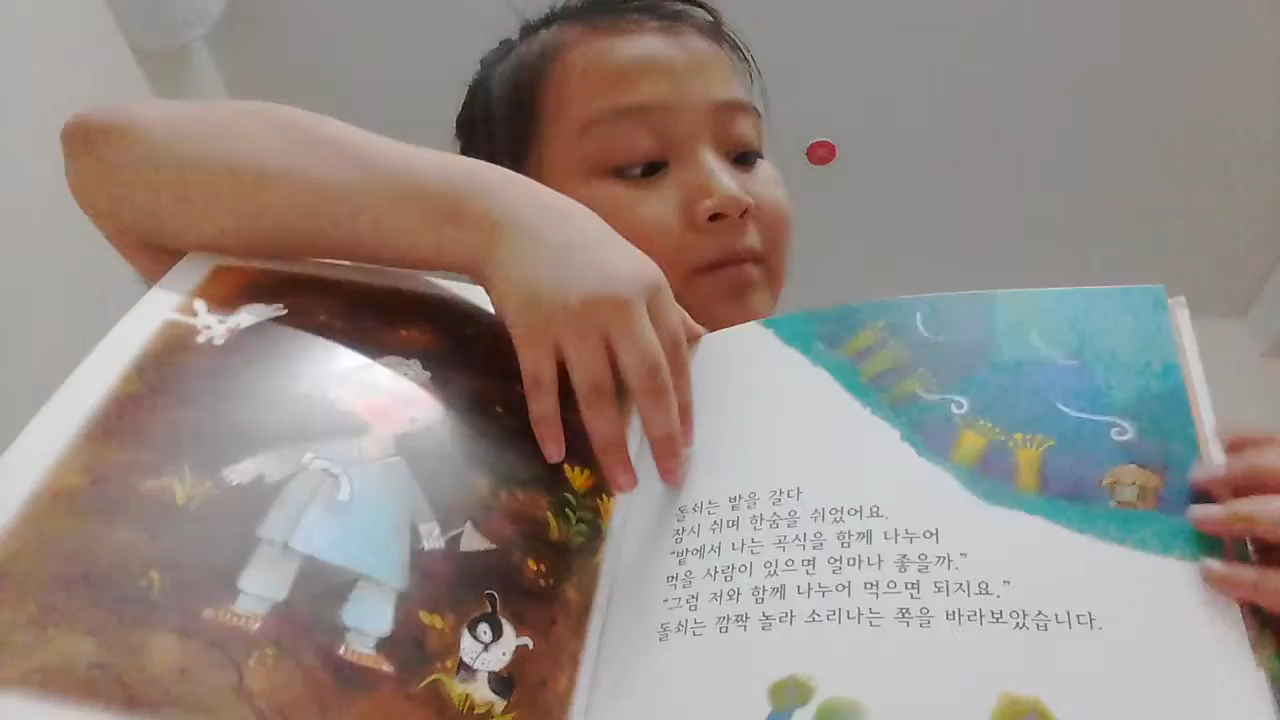 돌쇠는 밭을 갈다
잠시 쉬며 한숨을 쉬었어요.
"밭에서 나는 곡식을 함께 나누어
먹을 사람이 있으면 얼마나 좋을까."
"그럼 저와 함께 나누어 먹으면 되지요."
돌쇠는 깜짝 놀라 소리나는 쪽을 바라보았습니다.